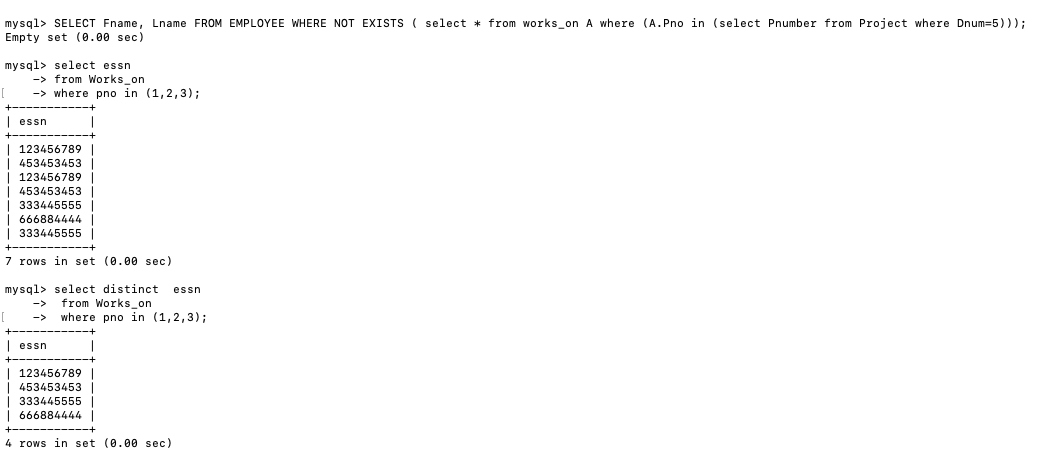 mysql> SELECT Fname, Lname FROM EMPLOYEE WHERE NOT EXISTS ( select * from works_on A where (A.Pno in (select Pnumber from Project where Dnum=5)));
Empty set (0.00 sec)

mysql> select essn
    -> from Works_on
[    -> where pno in (1,2,3);
+-----------+
| essn      |
+-----------+
| 123456789 |
| 453453453 |
| 123456789 |
| 453453453 |
| 333445555 |
| 666884444 |
| 333445555 |
+-----------+
7 rows in set (0.00 sec)

mysql> select distinct  essn
    ->  from Works_on
[    ->  where pno in (1,2,3);
+-----------+
| essn      |
+-----------+
| 123456789 |
| 453453453 |
| 333445555 |
| 666884444 |
+-----------+
4 rows in set (0.00 sec)